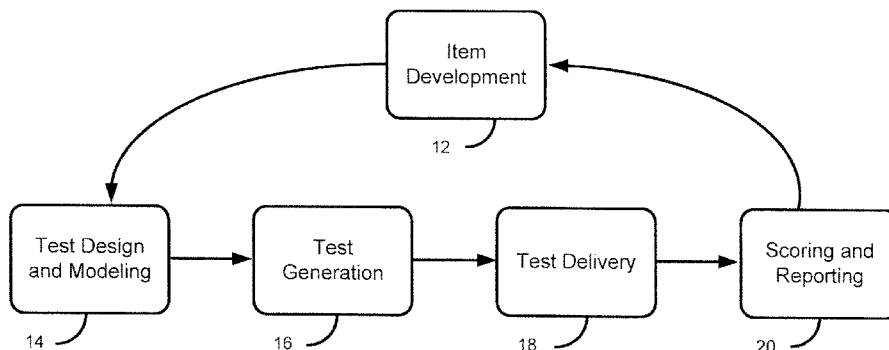 Item
Development
12
Test Design
and Modeling
14
Test
Generation
16
Test Delivery
18
Scoring and
Reporting
20